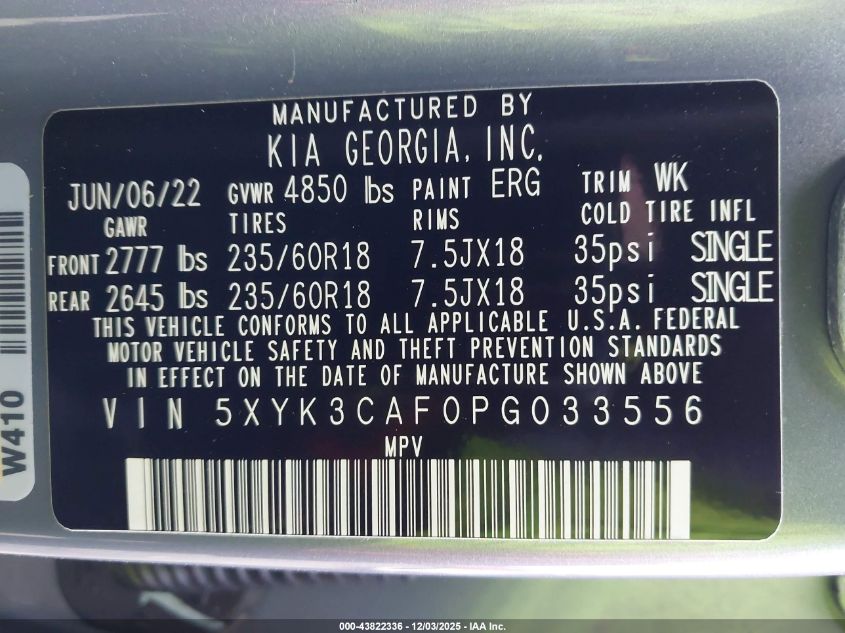 MANUFACTURED BY
KIA GEORGIA, INC.
JUN/06/22 GVWR 4850 lbs PAINT ERG TRIM WK
GAWR TIRES RIMS COLD TIRE INFL
FRONT 2777 lbs 235/60R18 7.5JX18 35psi SINGLE
REAR 2645 lbs 235/60R18 7.5JX18 35psi SINGLE
THIS VEHICLE CONFORMS TO ALL APPLICABLE U.S.A. FEDERAL
MOTOR VEHICLE SAFETY AND THEFT PREVENTION STANDARDS
IN EFFECT ON THE DATE OF MANUFACTURE SHOWN ABOVE
VIN 5XYK3CAF0PG033556
MPV
W410
000-43822336 - 12/03/2025 - IAA Inc.